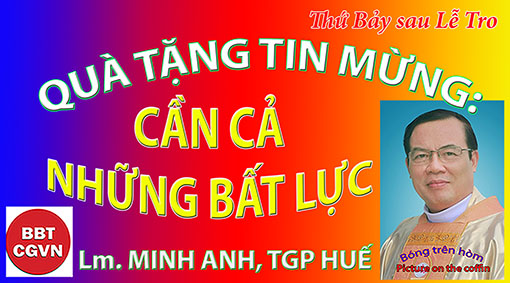 Thứ Bảy sau Lễ Tro
QUÀ TẶNG TIN MỪNG:
CẦN CẢ
NHỮNG BẤT LỰC
BBT
CGVN
Lm. MINH ANH, TGP HUẾ
Bóng trên hòm
Picture on the coffin